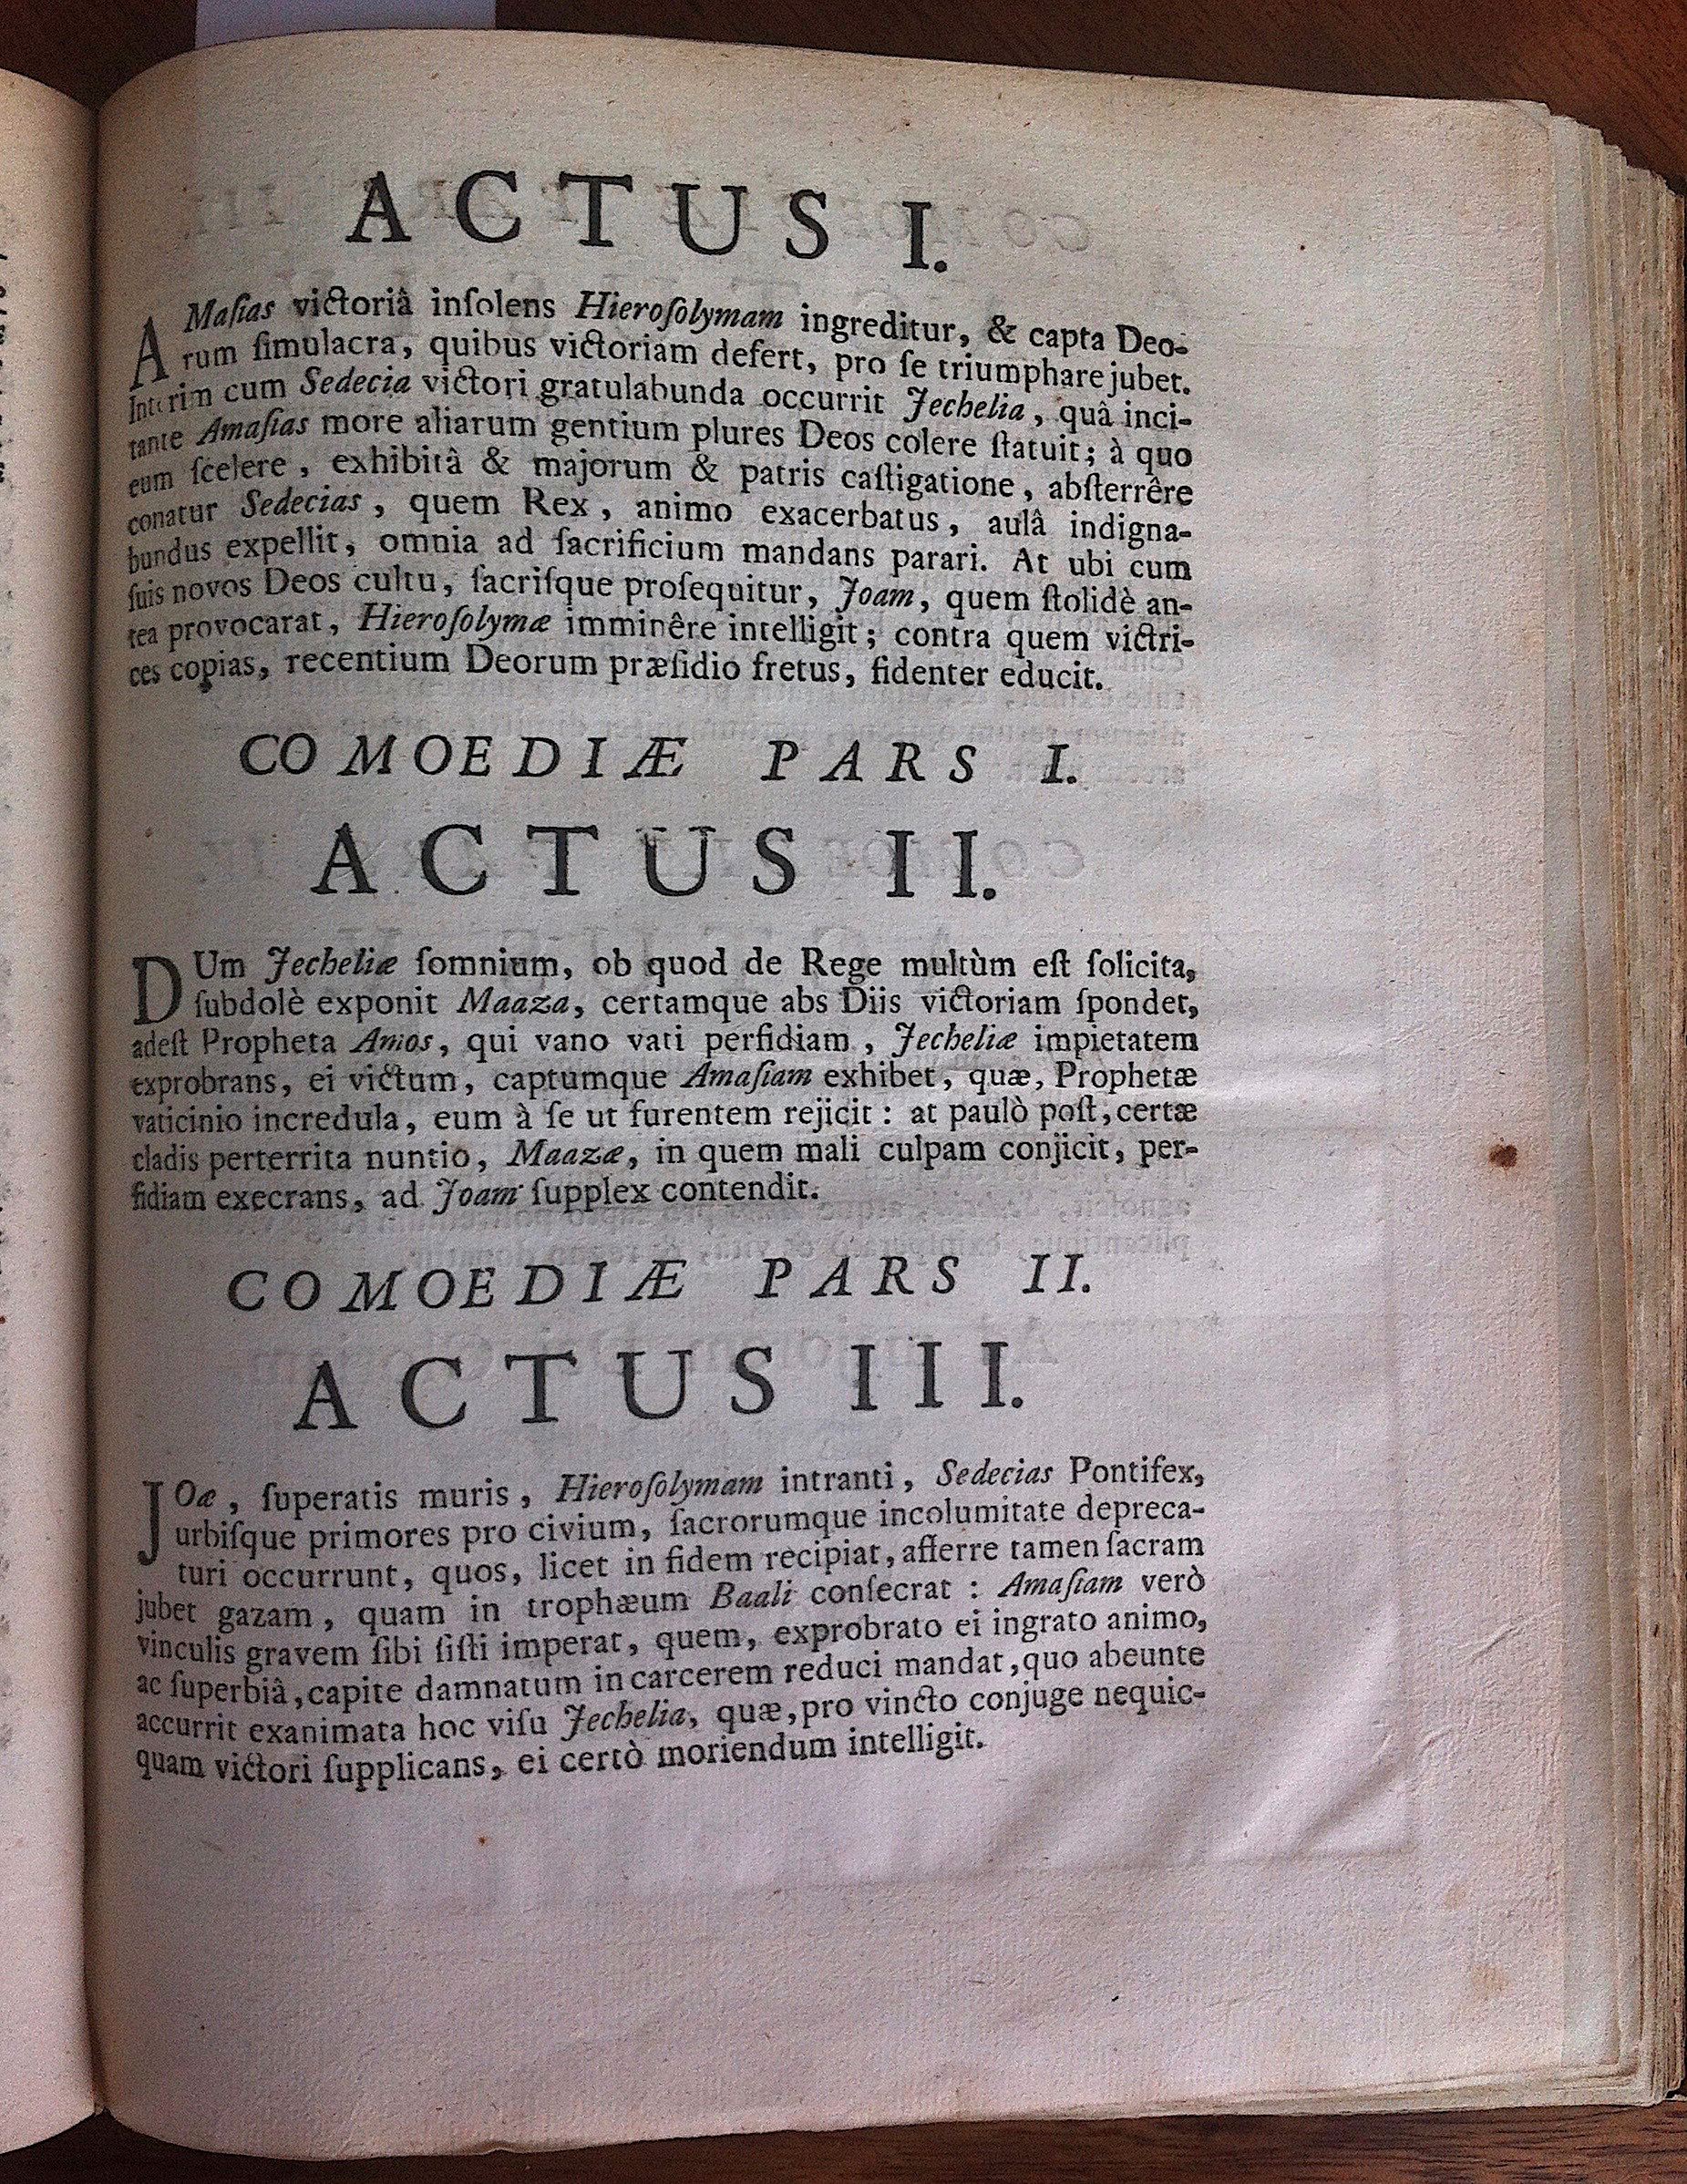 ACTUS I.
AMaſias victoriâ inſolens Hieroſolymam ingreditur, & capta Deo-
rum ſimulacra, quibus victoriam defert, pro ſe triumphare jubet.
Interim cum Sedecia victori gratulabunda occurrit Jechelia, quâ inci-
tante Amaſias more aliarum gentium plures Deos colere ſtatuit; à quo
eum ſcelere, exhibitâ & majorum & patris caſtigatione, abſterrêre
conatur Sedecias, quem Rex, animo exacerbatus, aulâ indigna-
bundus expellit, omnia ad ſacrificium mandans parari. At ubi cum
ſuis novos Deos cultu, ſacriſque proſequitur, Joam, quem ſtolidè an-
tea provocarat, Hieroſolymæ imminêre intelligit; contra quem victri-
ces copias, recentium Deorum præſidio fretus, fidenter educit.
COMOEDIÆ PARS I.
ACTUS II.
DUm Jecheliæ ſomnium, ob quod de Rege multùm eſt ſolicita,
ſubdolè exponit Maaza, certamque abs Diis victoriam ſpondet,
adeſt Propheta Amos, qui vano vati perfidiam, Jecheliæ impietatem
exprobrans, ei victum, captumque Amaſiam exhibet, quæ, Prophetæ
vaticinio incredula, eum à ſe ut furentem rejicit: at paulò poſt, certæ
cladis perterrita nuntio, Maazæ, in quem mali culpam conjicit, per-
fidiam execrans, ad Joam ſupplex contendit.
COMOEDIÆ PARS II.
ACTUS III.
JOæ, ſuperatis muris, Hieroſolymam intranti, Sedecias Pontifex,
urbiſque primores pro civium, ſacrorumque incolumitate depreca-
turi occurrunt, quos, licet in fidem recipiat, afferre tamen ſacram
jubet gazam, quam in trophæum Baali conſecrat: Amaſiam verò
vinculis gravem ſibi ſiſti imperat, quem, exprobrato ei ingrato animo,
ac ſuperbiâ, capite damnatum in carcerem reduci mandat, quo abeunte
accurrit exanimata hoc viſu Jechelia, quæ, pro vincto conjuge nequic-
quam victori ſupplicans, ei certò moriendum intelligit.